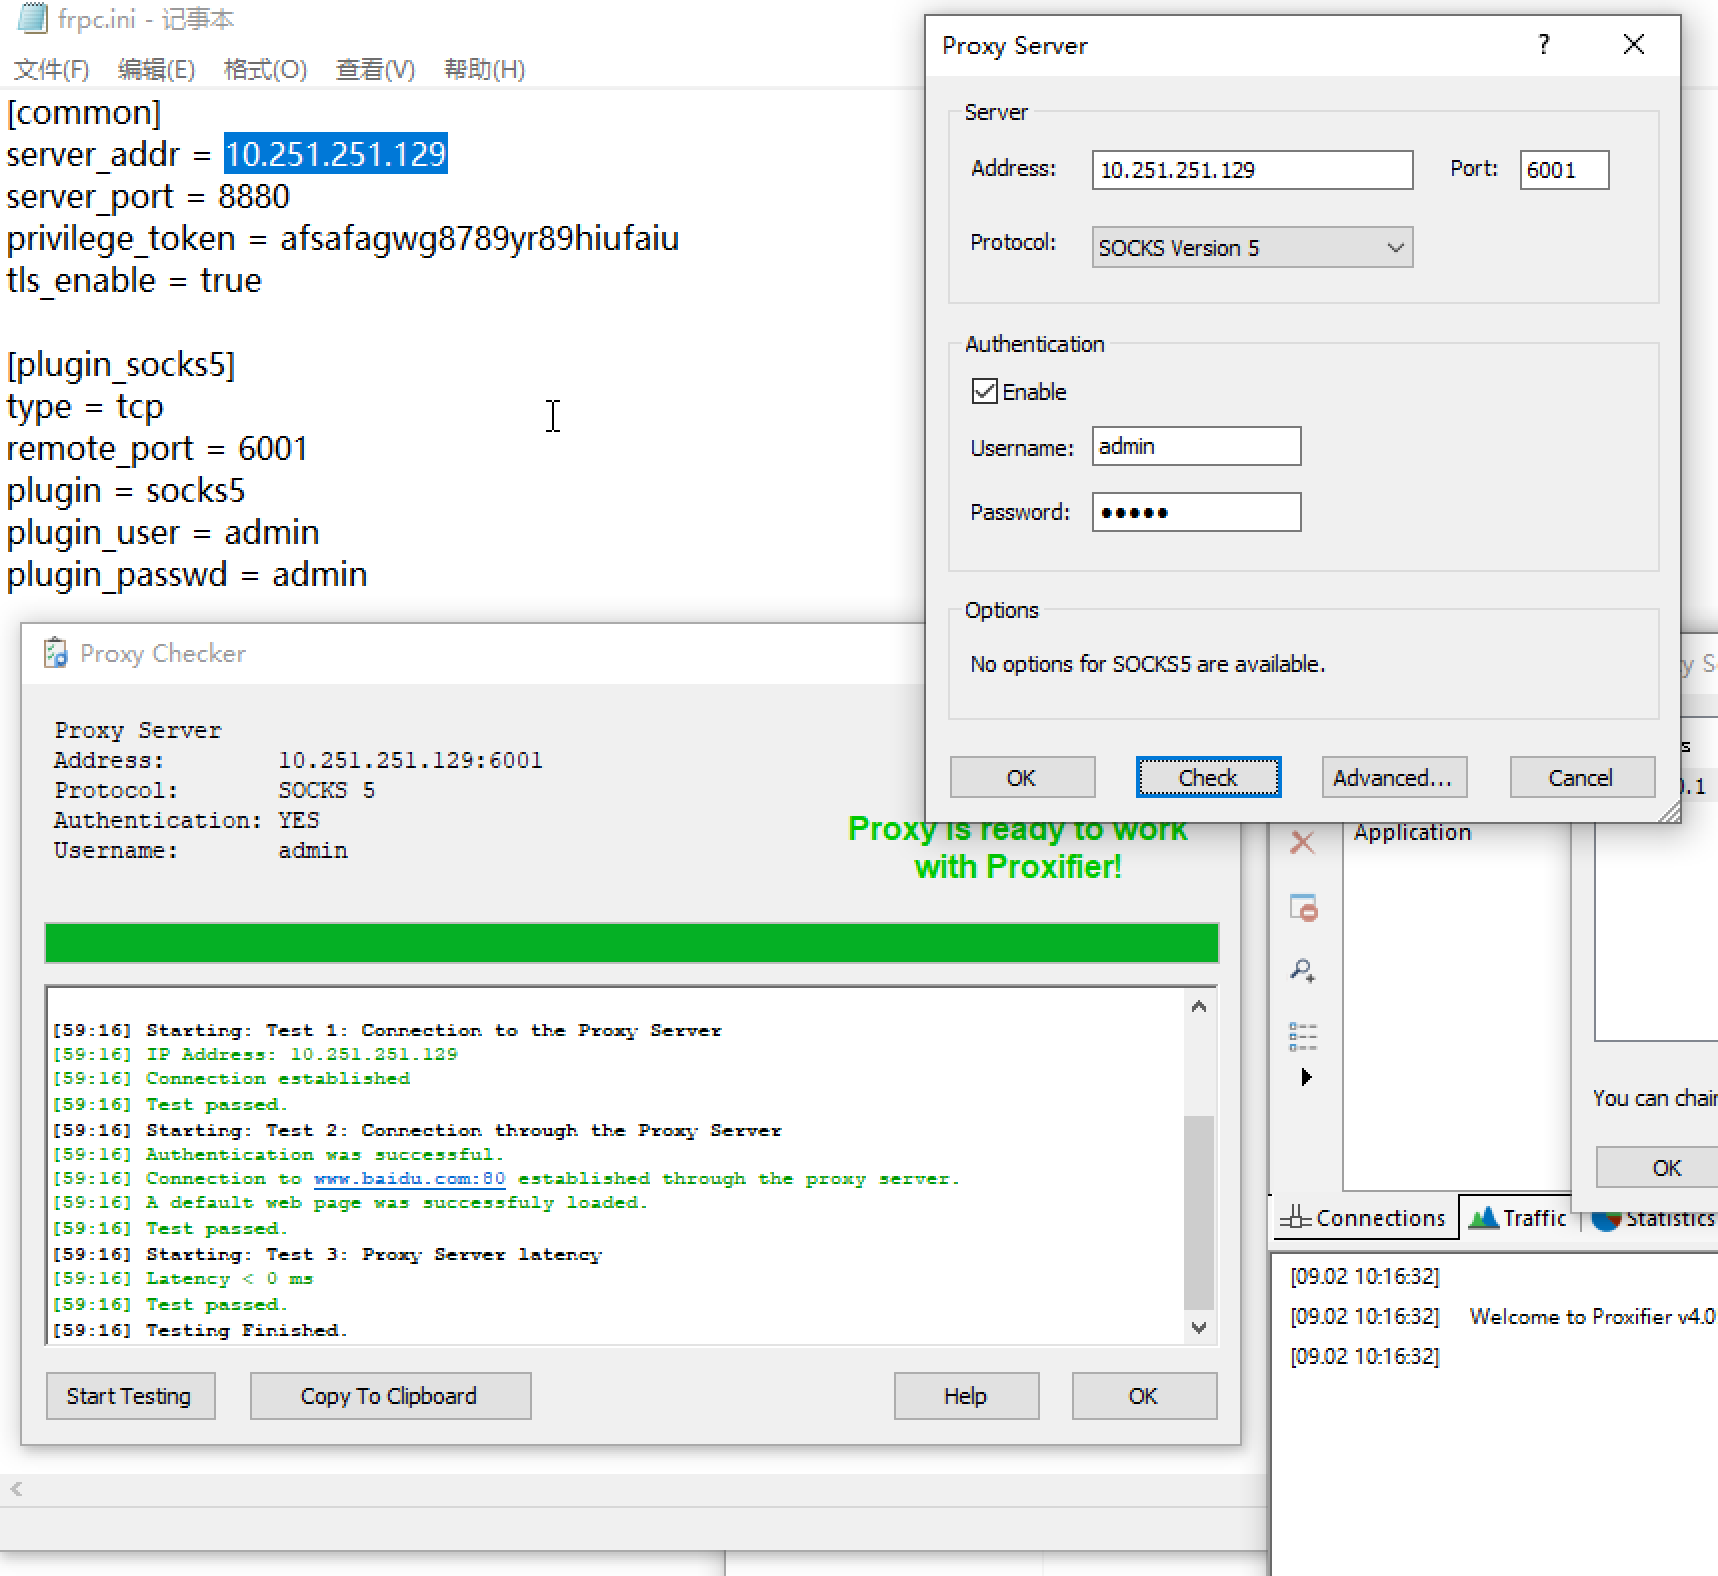 frpc.ini - 记事本
文件(F) 编辑(E) 格式(O) 查看(V) 帮助(H)
[common]
server_addr = 10.251.251.129
server_port = 8880
privilege_token = afsafagwg8789yr89hiufaiu
tls_enable = true
[plugin_socks5]
type = tcp
remote_port = 6001
plugin = socks5
plugin_user = admin
plugin_passwd = admin
Proxy Server
?
Server
Address: 10.251.251.129 Port: 6001
Protocol: SOCKS Version 5
Authentication
Enable
Username: admin
Password: •••••
Options
No options for SOCKS5 are available.
OK Check Advanced... Cancel
Proxy Checker
Proxy Server
Address: 10.251.251.129:6001
Protocol: SOCKS 5
Authentication: YES
Username: admin
Proxy is ready to work
with Proxifier!
[59:16] Starting: Test 1: Connection to the Proxy Server
[59:16] IP Address: 10.251.251.129
[59:16] Connection established
[59:16] Test passed.
[59:16] Starting: Test 2: Connection through the Proxy Server
[59:16] Authentication was successful.
[59:16] Connection to www.baidu.com:80 established through the proxy server.
[59:16] A default web page was successfuly loaded.
[59:16] Test passed.
[59:16] Starting: Test 3: Proxy Server latency
[59:16] Latency < 0 ms
[59:16] Test passed.
[59:16] Testing Finished.
Start Testing Copy To Clipboard Help OK
Application
You can chai
OK
Connections Traffic Statistics
[09.02 10:16:32]
[09.02 10:16:32] Welcome to Proxifier v4.0
[09.02 10:16:32]